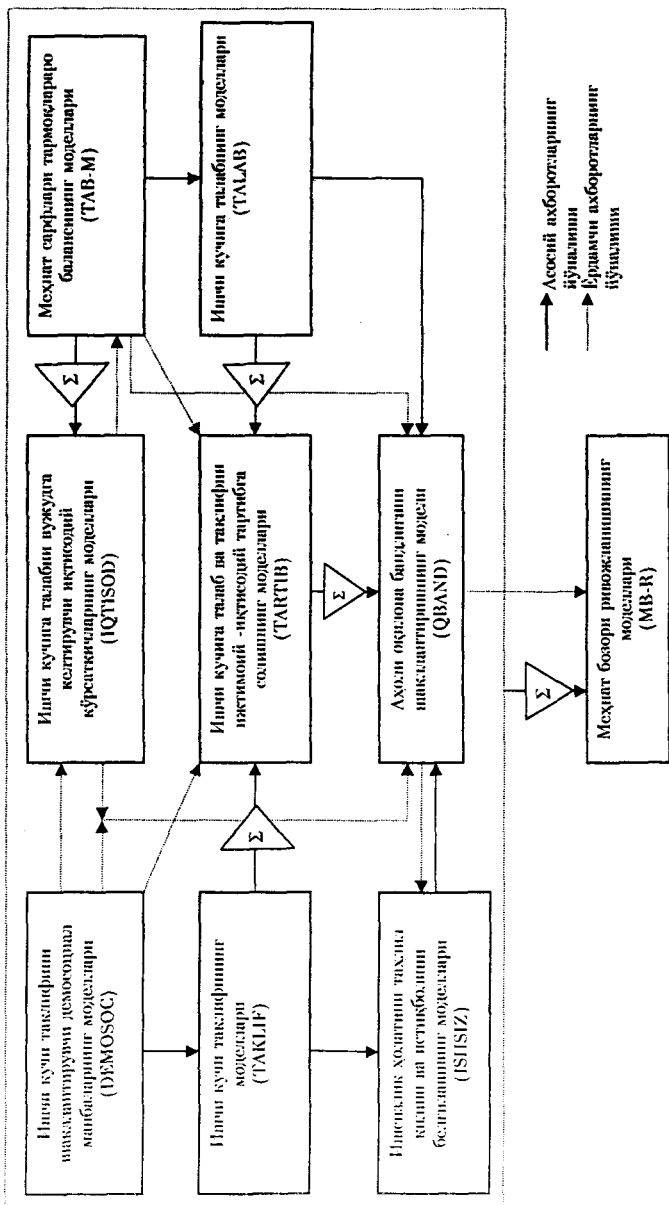 Ишчи кучи таклифини
шакллантирувчи демосоциал
манбаларнинг моделлари
(DEMOSOC)
Ишчи кучига талабни вужудга
келтирувчи иқтисодий
кўрсаткичларнинг моделлари
(IQTISOD)
Σ
Меҳнат сарфлари тармоқлараро
балансининг моделлари
(TAB-M)
Ишчи кучи таклифининг
моделлари
(TAKLIF)
Σ
Ишчи кучига талаб ва таклифни
ижтимоий -иқтисодий тартибга
солишнинг моделлари
(TARTIB)
Σ
Ишчи кучига талабнинг моделлари
(TALAB)
Σ
Ишсизлик ҳолатини таҳлил
қилиш ва истиқболини
белгилашнинг моделлари
(ISHSIZ)
Аҳоли оқилона бандлигини
шакллантиришнинг модели
(QBAND)
Σ
Меҳнат бозори ривожланишининг
моделлари
(MB-R)
Асосий ахборотларнинг
йўналиши
Ёрдамчи ахборотларнинг
йўналиши